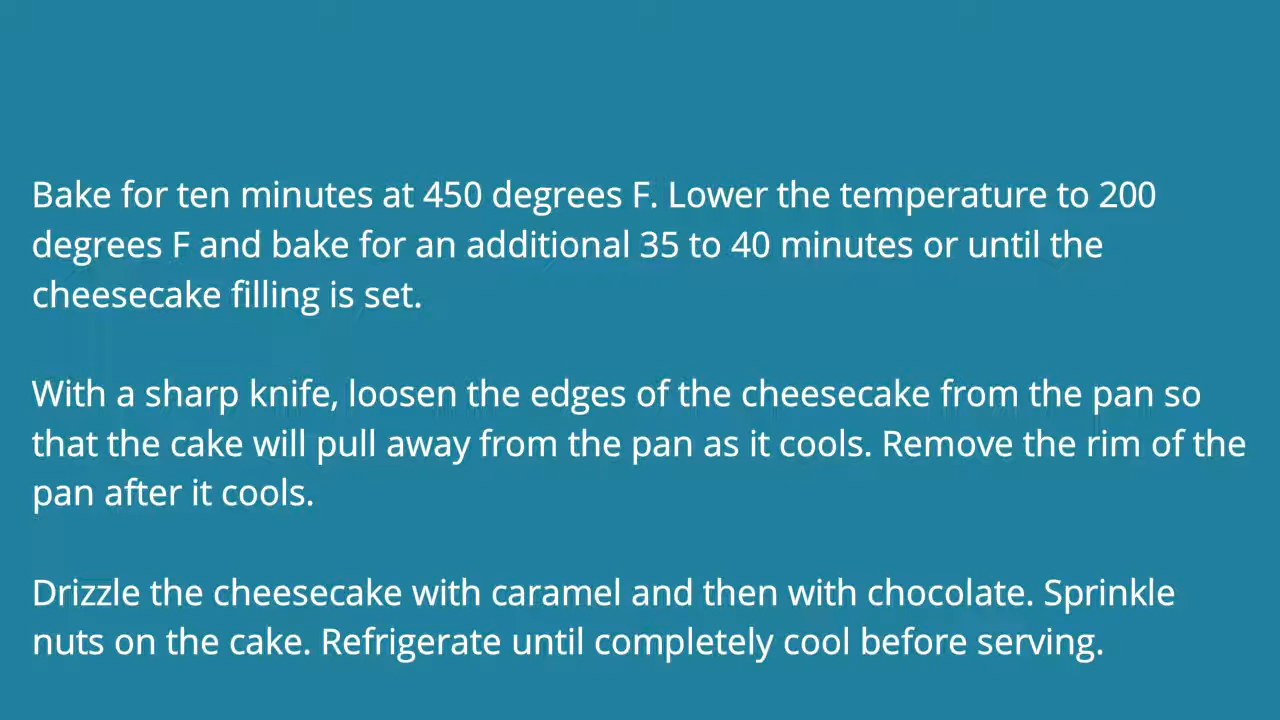 Bake for ten minutes at 450 degrees F. Lower the temperature to 200
degrees F and bake for an additional 35 to 40 minutes or until the
cheesecake filling is set.
With a sharp knife, loosen the edges of the cheesecake from the pan so
that the cake will pull away from the pan as it cools. Remove the rim of the
pan after it cools.
Drizzle the cheesecake with caramel and then with chocolate. Sprinkle
nuts on the cake. Refrigerate until completely cool before serving.